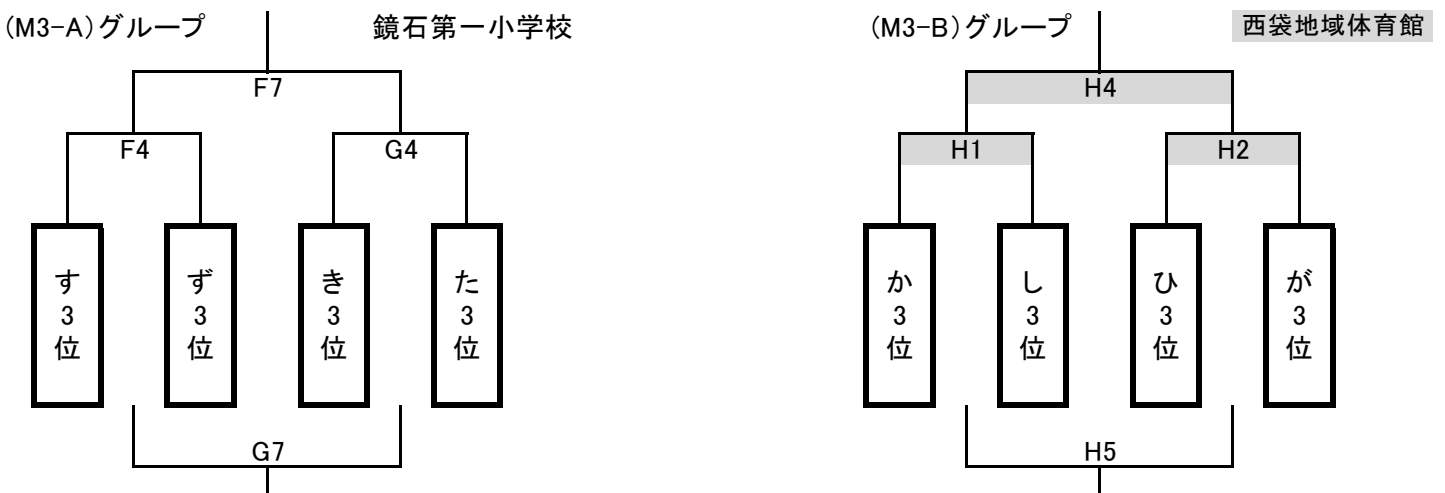 (M3-A)グループ 鏡石第一小学校 (M3-B)グループ 西袋地域体育館
F7 H4
F4 G4 H1 H2
す3位 ず3位 き3位 た3位 か3位 し3位 ひ3位 が3位
G7 H5